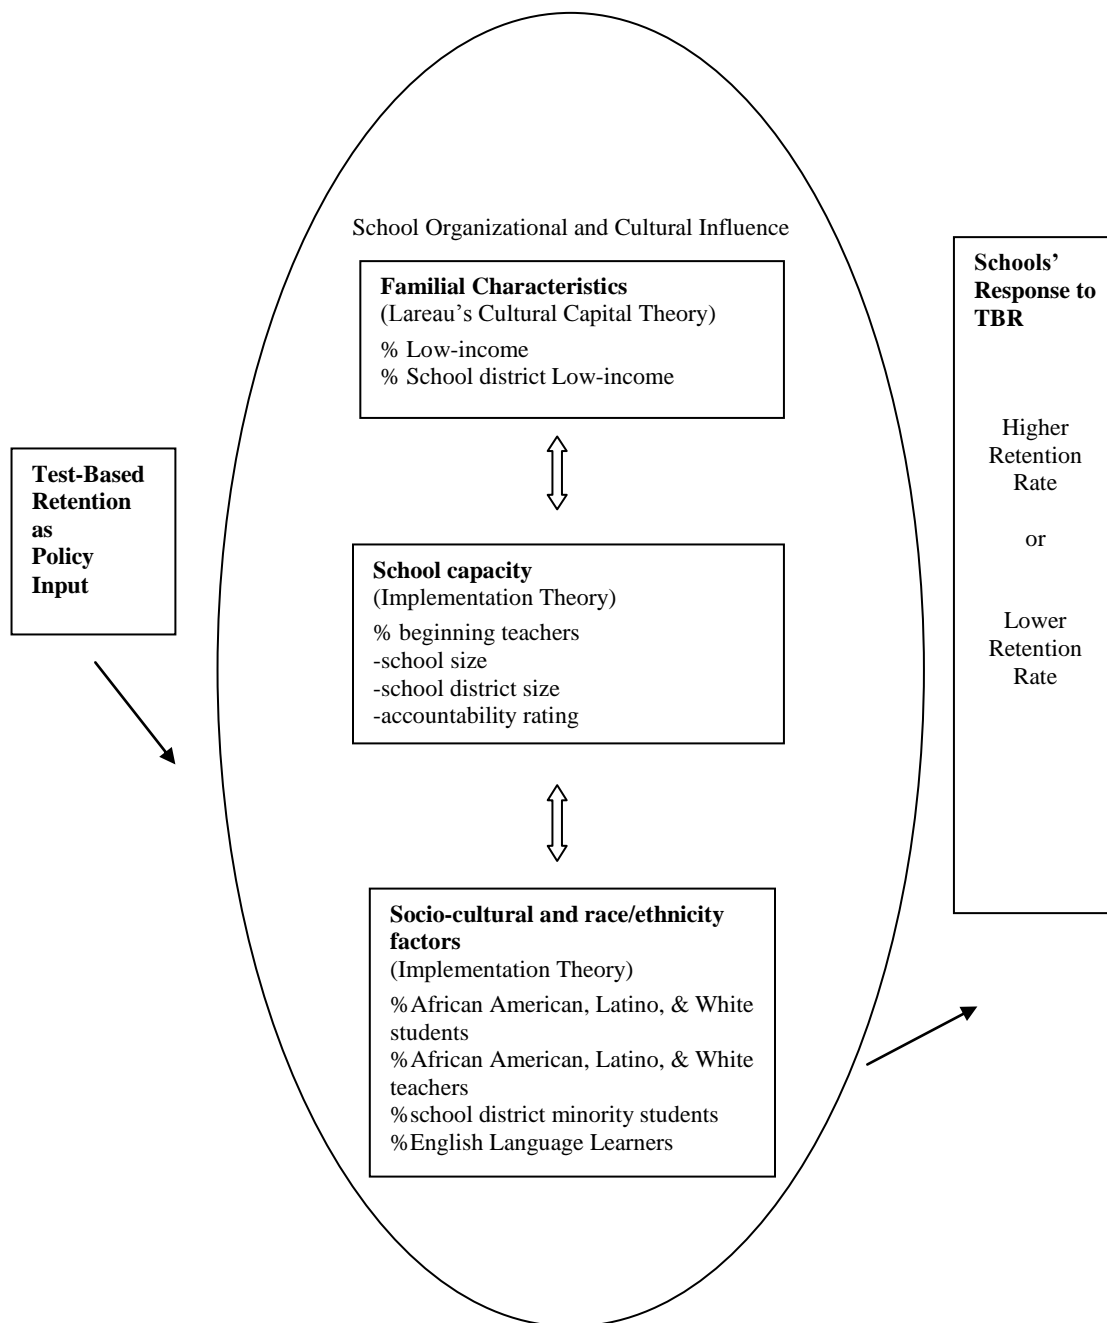 School Organizational and Cultural Influence
Familial Characteristics
(Lareau’s Cultural Capital Theory)
% Low-income
% School district Low-income
Test-Based
Retention
as
Policy
Input
School capacity
(Implementation Theory)
% beginning teachers
-school size
-school district size
-accountability rating
Socio-cultural and race/ethnicity
factors
(Implementation Theory)
%African American, Latino, & White
students
%African American, Latino, & White
teachers
%school district minority students
%English Language Learners
Schools’
Response to
TBR
Higher
Retention
Rate
or
Lower
Retention
Rate